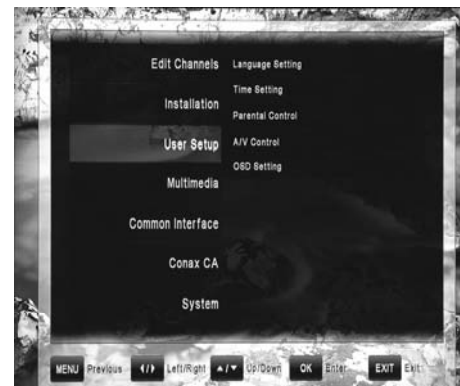 Edit Channels
Installation
User Setup
Multimedia
Common Interface
Conax CA
System
Language Setting
Time Setting
Parental Control
A/V Control
OSD Setting
MENU Previous ◀/▶ Left/Right ▲/▼ Up/Down OK Enter EXIT Exit